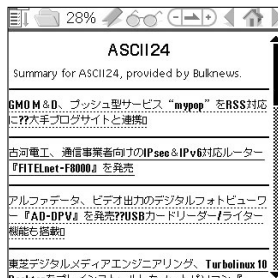 28%
ASCII24
Summary for ASCII24, provided by Bulknews.
GMO M&D、プッシュ型サービス“mypop”をRSS対応
に??大手ブログサイトと連携□
古河電工、通信事業者向けのIPsec&IPv6対応ルーター
『FITELnet-F8000』を発売
アルファデータ、ビデオ出力のデジタルフォトビューワ
ー『AD-DPV』を発売??USBカードリーダー/ライター
機能も搭載□
東芝デジタルメディアエンジニアリング、Turbolinux 10